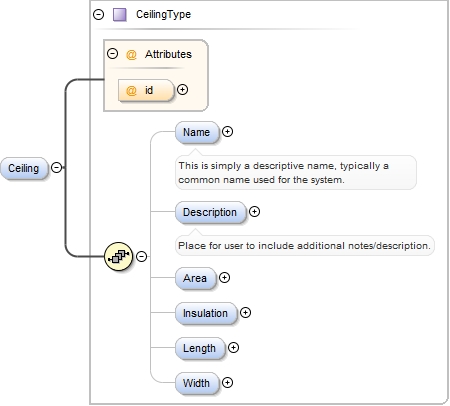 CeilingType
@ Attributes
@ id
Ceiling
Name
This is simply a descriptive name, typically a
common name used for the system.
Description
Place for user to include additional notes/description.
Area
Insulation
Length
Width